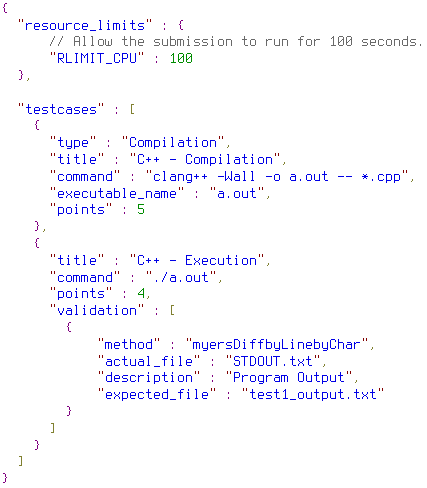 {
  "resource_limits" : {
      // Allow the submission to run for 100 seconds.
      "RLIMIT_CPU" : 100
  },

  "testcases" : [
    {
      "type" : "Compilation",
      "title" : "C++ - Compilation",
      "command" : "clang++ -Wall -o a.out -- *.cpp",
      "executable_name" : "a.out",
      "points" : 5
    },
    {
      "title" : "C++ - Execution",
      "command" : "./a.out",
      "points" : 4,
      "validation" : [
        {
            "method" : "myersDiffbyLinebyChar",
            "actual_file" : "STDOUT.txt",
            "description" : "Program Output",
            "expected_file" : "test1_output.txt"
        }
      ]
    }
  ]
}